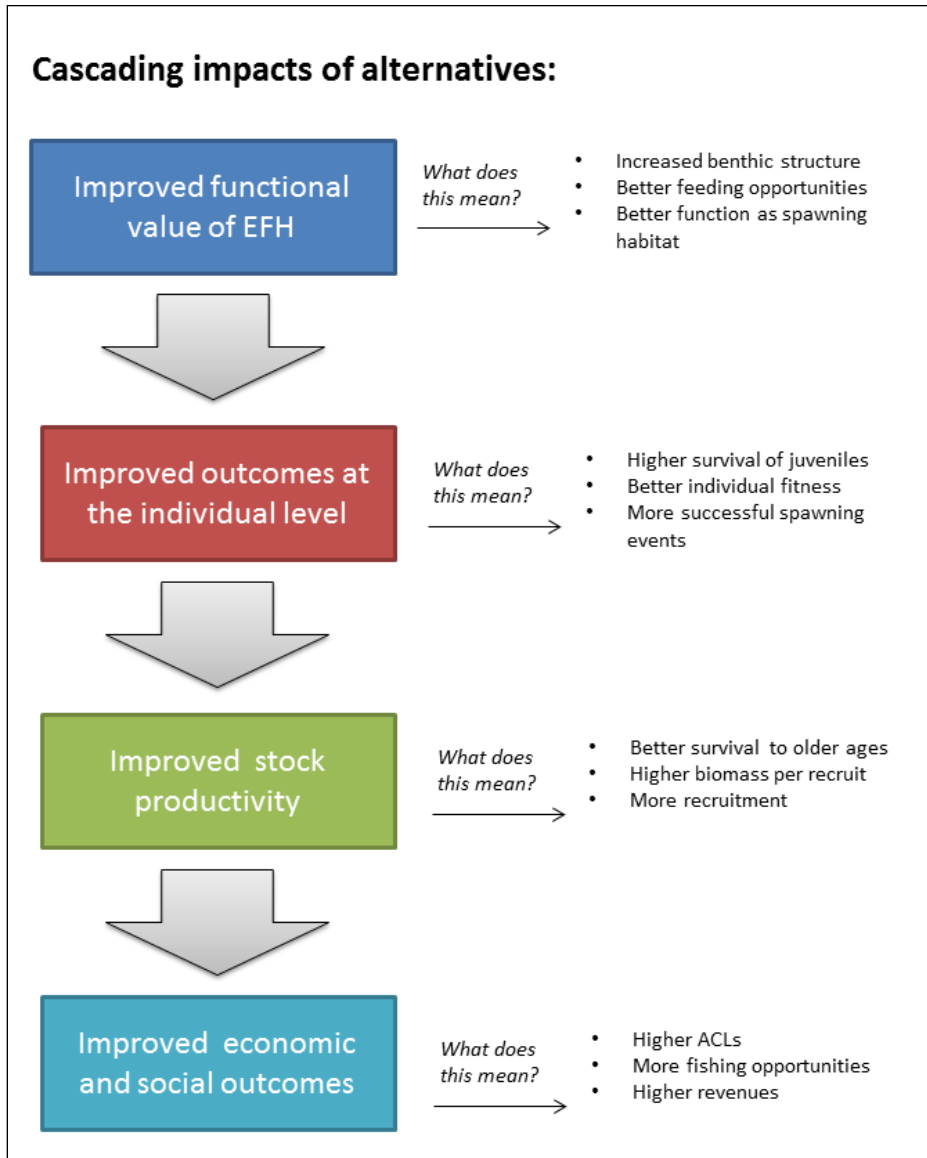 Cascading impacts of alternatives:
Improved functional
value of EFH
What does
this mean?
• Increased benthic structure
• Better feeding opportunities
• Better function as spawning
habitat
Improved outcomes at
the individual level
What does
this mean?
• Higher survival of juveniles
• Better individual fitness
• More successful spawning
events
Improved stock
productivity
What does
this mean?
• Better survival to older ages
• Higher biomass per recruit
• More recruitment
Improved economic
and social outcomes
What does
this mean?
• Higher ACLs
• More fishing opportunities
• Higher revenues